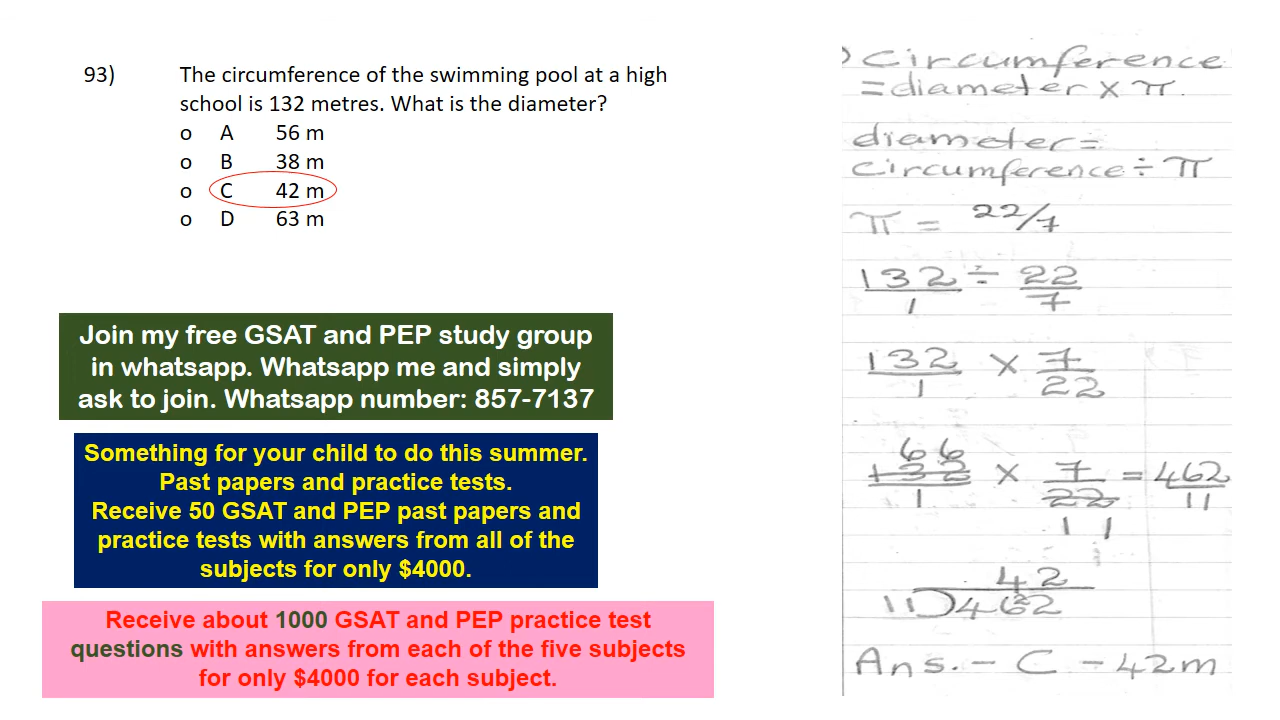 93) The circumference of the swimming pool at a high
school is 132 metres. What is the diameter?
o A 56 m
o B 38 m
o C 42 m
o D 63 m
Join my free GSAT and PEP study group
in whatsapp. Whatsapp me and simply
ask to join. Whatsapp number: 857-7137
Something for your child to do this summer.
Past papers and practice tests.
Receive 50 GSAT and PEP past papers and
practice tests with answers from all of the
subjects for only $4000.
Receive about 1000 GSAT and PEP practice test
questions with answers from each of the five subjects
for only $4000 for each subject.
) Circumference
= diameter × π.
diameter =
circumference ÷ π
π = 22/7
132 ÷ 22
1 7
132 × 7
1 22
66
132 × 7 = 462
1 22 11
11
42
11)462
Ans. - C - 42m